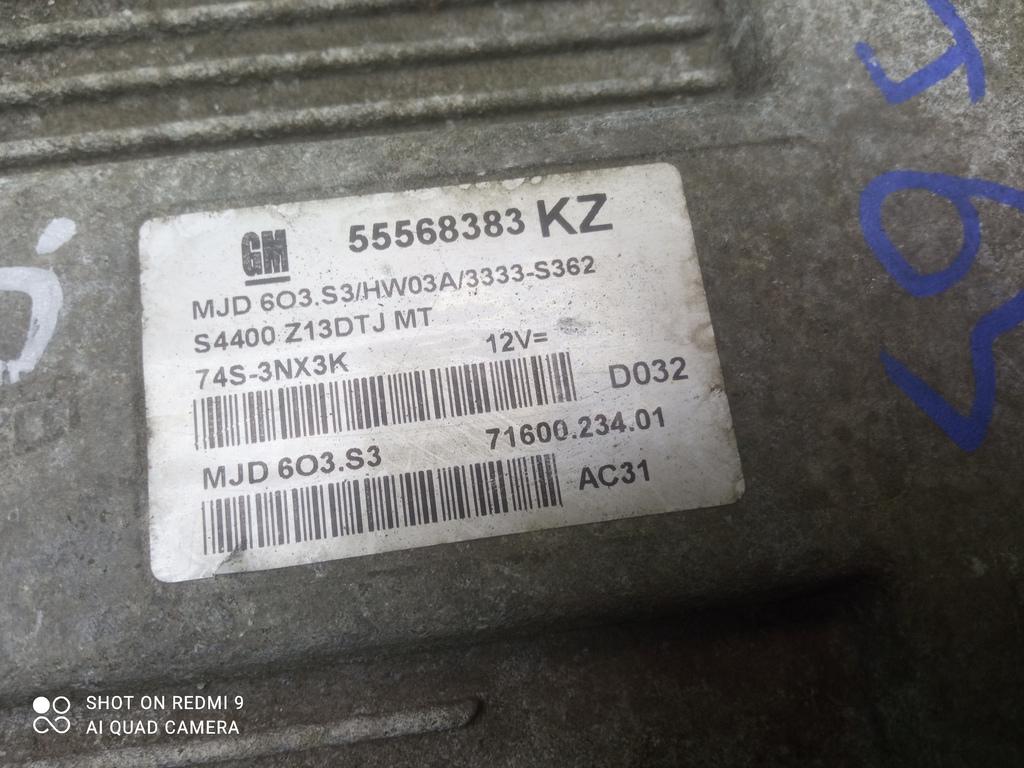 GM 55568383 KZ
MJD 6O3.S3/HW03A/3333-S362
S4400 Z13DTJ MT
74S-3NX3K 12V=
D032
MJD 6O3.S3 71600.234.01
AC31
SHOT ON REDMI 9
AI QUAD CAMERA